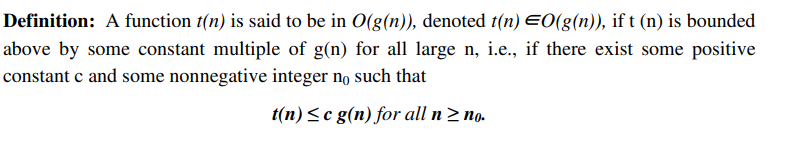 Definition: A function t(n) is said to be in O(g(n)), denoted t(n) ∈O(g(n)), if t (n) is bounded
above by some constant multiple of g(n) for all large n, i.e., if there exist some positive
constant c and some nonnegative integer n₀ such that
t(n) ≤ c g(n) for all n ≥ n₀.